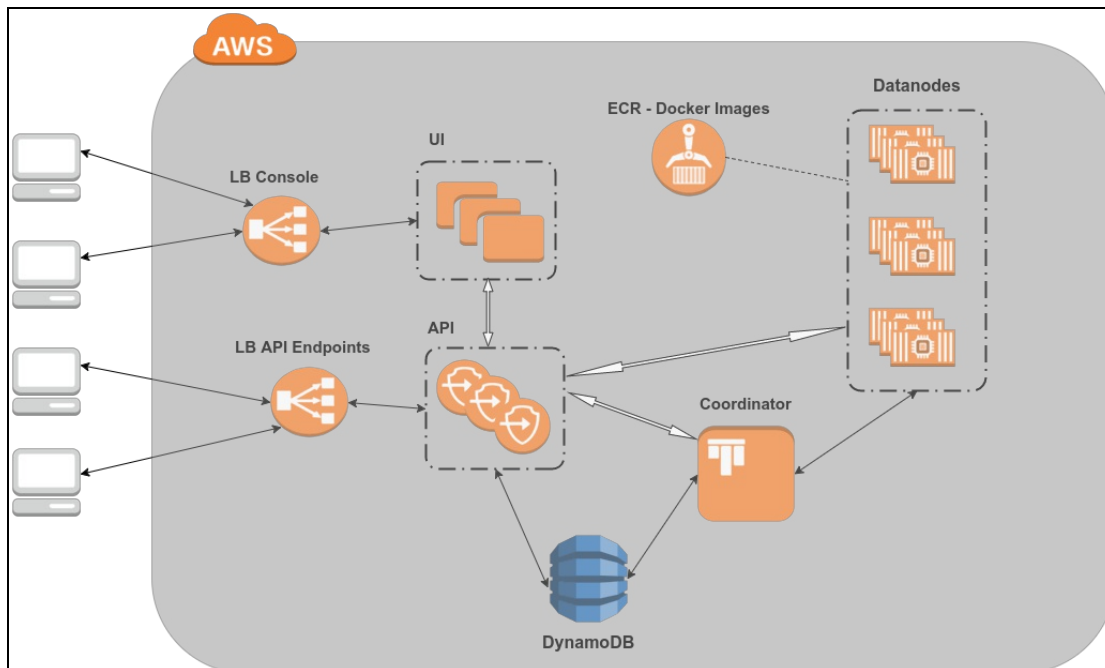 AWS
Datanodes
ECR - Docker Images
UI
LB Console
API
LB API Endpoints
Coordinator
DynamoDB